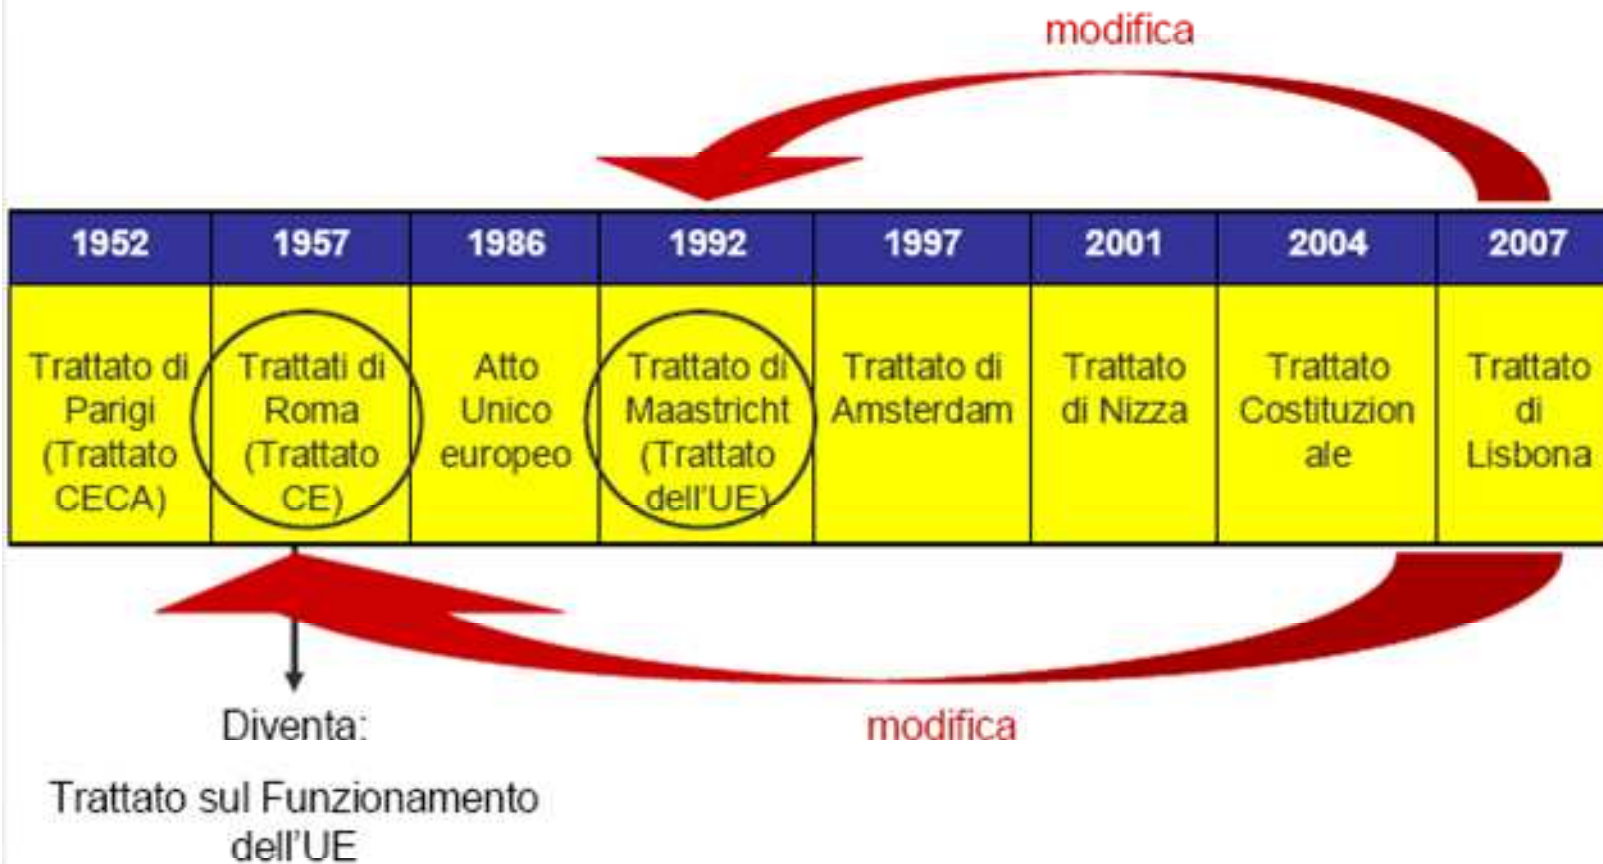 modifica
1952 1957 1986 1992 1997 2001 2004 2007
Trattato di
Parigi
(Trattato
CECA)
Trattati di
Roma
(Trattato
CE)
Atto
Unico
europeo
Trattato di
Maastricht
(Trattato
dell'UE)
Trattato di
Amsterdam
Trattato
di Nizza
Trattato
Costituzion
ale
Trattato
di
Lisbona
Diventa:
modifica
Trattato sul Funzionamento
dell'UE